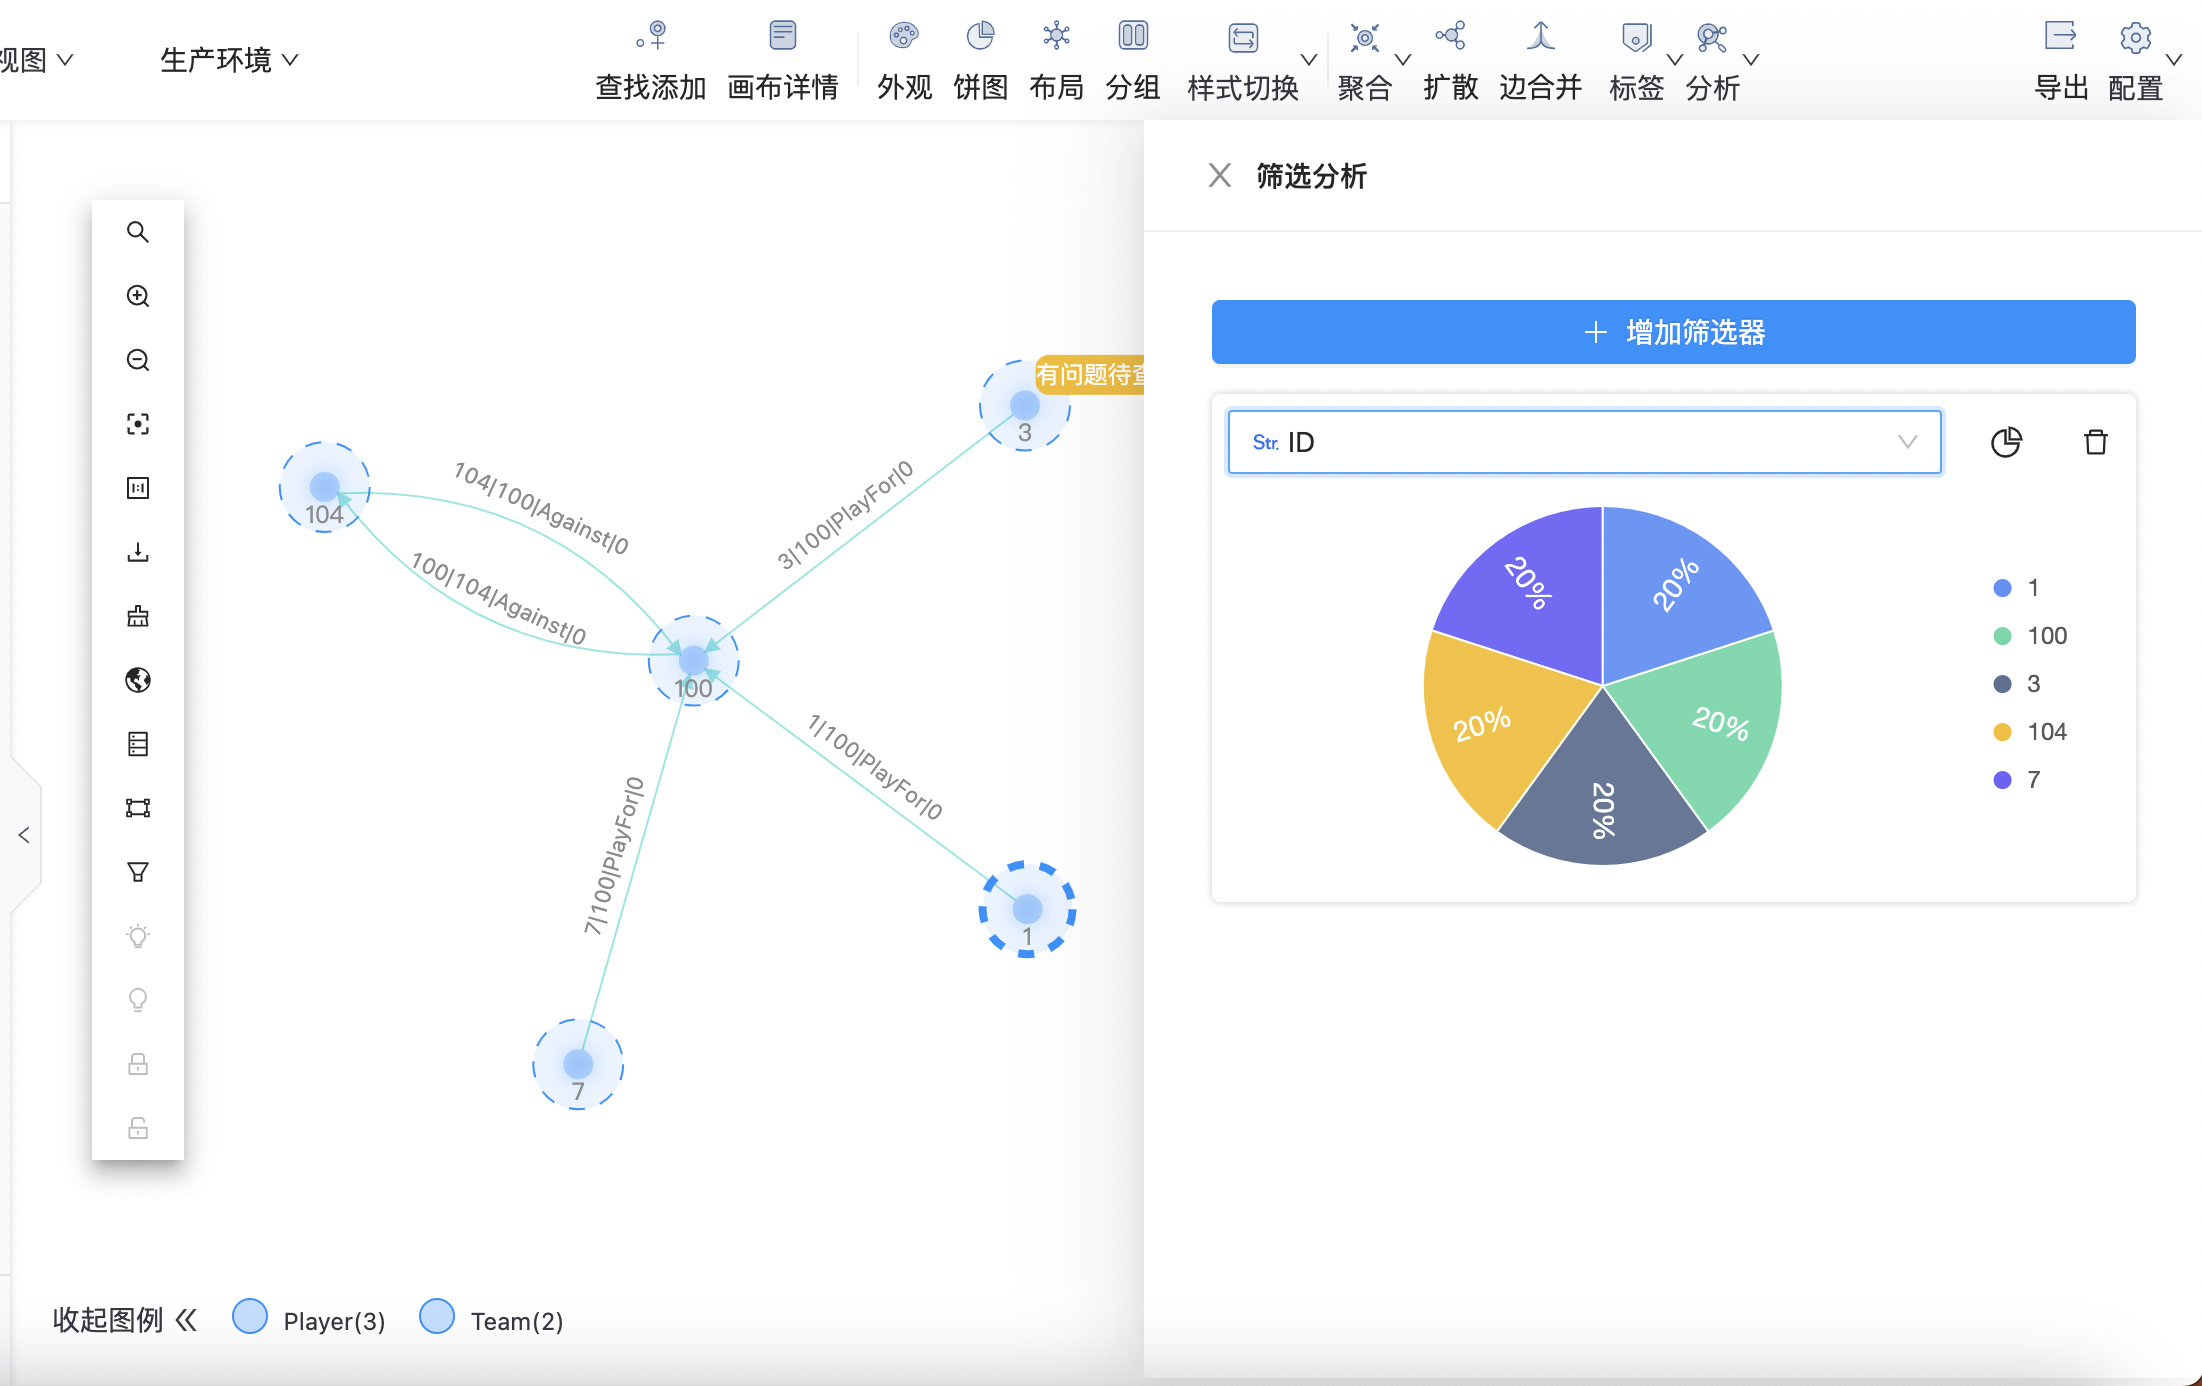 视图
生产环境
查找添加
画布详情
外观
饼图
布局
分组
样式切换
聚合
扩散
边合并
标签
分析
导出
配置
筛选分析
增加筛选器
Str. ID
20%
20%
20%
20%
20%
1
100
3
104
7
有问题待查
3
104
104|100|Against|0
100|104|Against|0
3|100|PlayFor|0
100
1|100|PlayFor|0
7|100|PlayFor|0
1
7
收起图例
Player(3)
Team(2)